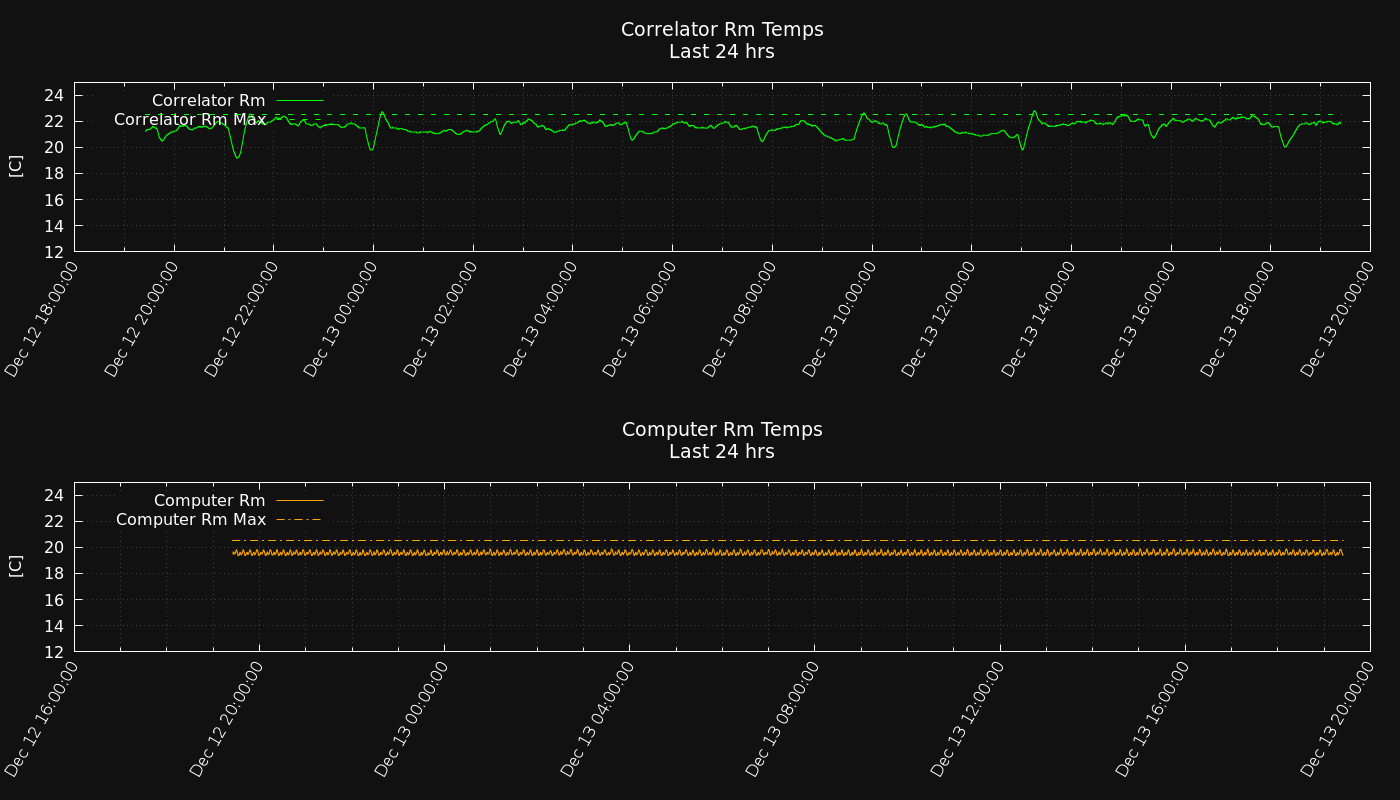 Correlator Rm Temps
Last 24 hrs
Correlator Rm
Correlator Rm Max
[C]
24
22
20
18
16
14
12
Dec 12 18:00:00
Dec 12 20:00:00
Dec 12 22:00:00
Dec 13 00:00:00
Dec 13 02:00:00
Dec 13 04:00:00
Dec 13 06:00:00
Dec 13 08:00:00
Dec 13 10:00:00
Dec 13 12:00:00
Dec 13 14:00:00
Dec 13 16:00:00
Dec 13 18:00:00
Dec 13 20:00:00
Computer Rm Temps
Last 24 hrs
Computer Rm
Computer Rm Max
[C]
24
22
20
18
16
14
12
Dec 12 16:00:00
Dec 12 20:00:00
Dec 13 00:00:00
Dec 13 04:00:00
Dec 13 08:00:00
Dec 13 12:00:00
Dec 13 16:00:00
Dec 13 20:00:00